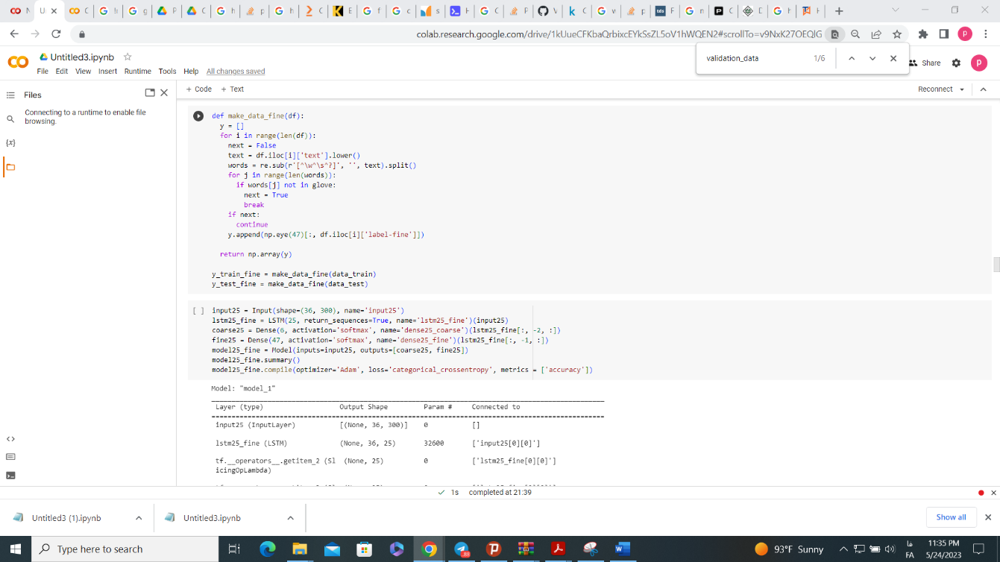 colab.research.google.com/drive/1kUueCFKbaQrbixcEYkSsZL5oV1hWQEN2#scrollTo=v9NxK27OEQIG
Untitled3.ipynb
validation_data 1/6
File Edit View Insert Runtime Tools Help All changes saved
Share
P
Files
+ Code + Text
Reconnect
Connecting to a runtime to enable file
browsing.
{x}
def make_data_fine(df):
y = []
for i in range(len(df)):
next = False
text = df.iloc[i]['text'].lower()
words = re.sub(r'[^\w^\s^?]', '', text).split()
for j in range(len(words)):
if words[j] not in glove:
next = True
break
if next:
continue
y.append(np.eye(47)[:, df.iloc[i]['label-fine']])
return np.array(y)
y_train_fine = make_data_fine(data_train)
y_test_fine = make_data_fine(data_test)
[ ] input25 = Input(shape=(36, 300), name='input25')
lstm25_fine = LSTM(25, return_sequences=True, name='lstm25_fine')(input25)
coarse25 = Dense(6, activation='softmax', name='dense25_coarse')(lstm25_fine[:, -2, :])
fine25 = Dense(47, activation='softmax', name='dense25_fine')(lstm25_fine[:, -1, :])
model25_fine = Model(inputs=input25, outputs=[coarse25, fine25])
model25_fine.summary()
model25_fine.compile(optimizer='Adam', loss='categorical_crossentropy', metrics = ['accuracy'])
Model: "model_1"
Layer (type) Output Shape Param # Connected to
input25 (InputLayer) [(None, 36, 300)] 0 []
lstm25_fine (LSTM) (None, 36, 25) 32600 ['input25[0][0]']
tf.__operators__.getitem_2 (Sl (None, 25) 0 ['lstm25_fine[0][0]']
icingOpLambda)
1s completed at 21:39
Untitled3 (1).ipynb
Untitled3.ipynb
Show all
Type here to search
93°F Sunny
فا
FA
11:35 PM
5/24/2023